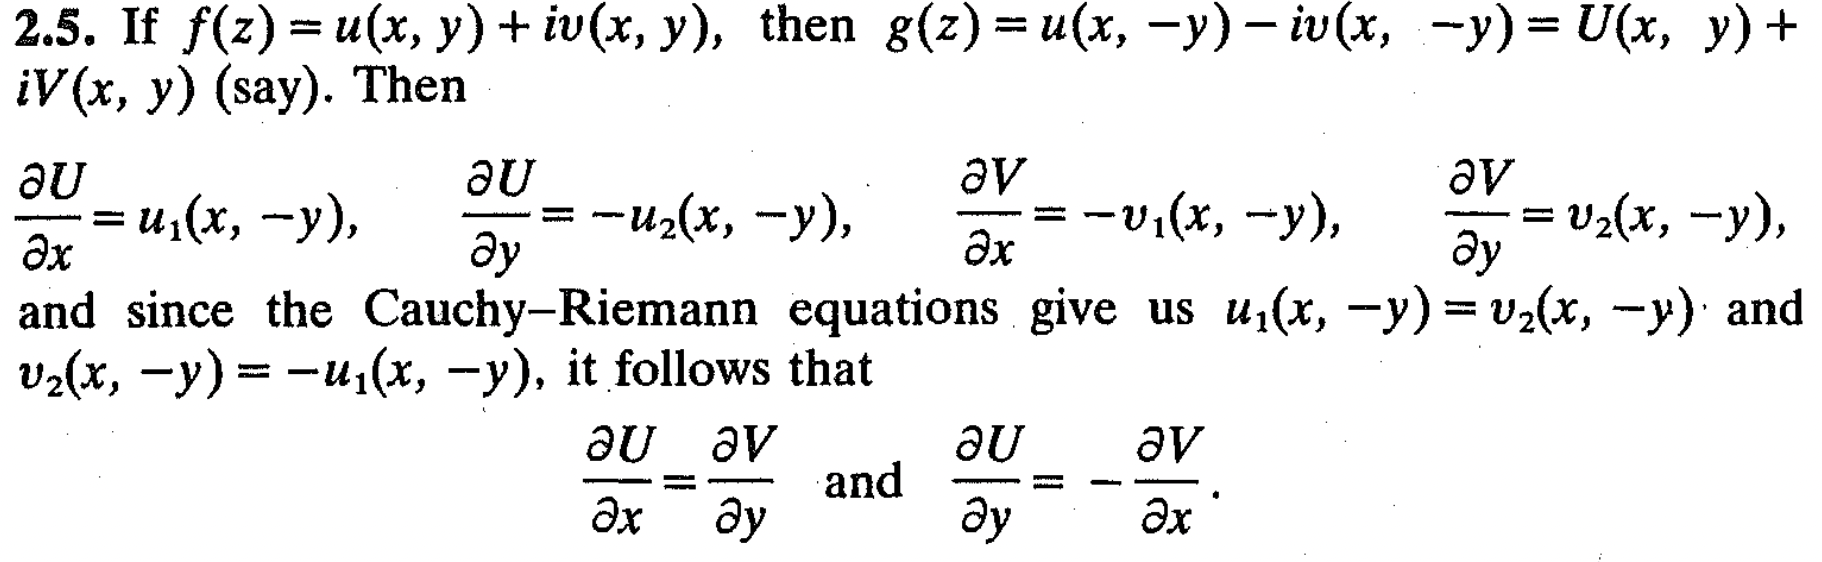 2.5. If f(z) = u(x, y) + iv(x, y), then g(z) = u(x, −y) − iv(x, −y) = U(x, y) +
iV(x, y) (say). Then
∂U/∂x = u₁(x, −y), ∂U/∂y = −u₂(x, −y), ∂V/∂x = −v₁(x, −y), ∂V/∂y = v₂(x, −y),
and since the Cauchy–Riemann equations give us u₁(x, −y) = v₂(x, −y) and
v₂(x, −y) = −u₁(x, −y), it follows that
∂U/∂x = ∂V/∂y and ∂U/∂y = −∂V/∂x.